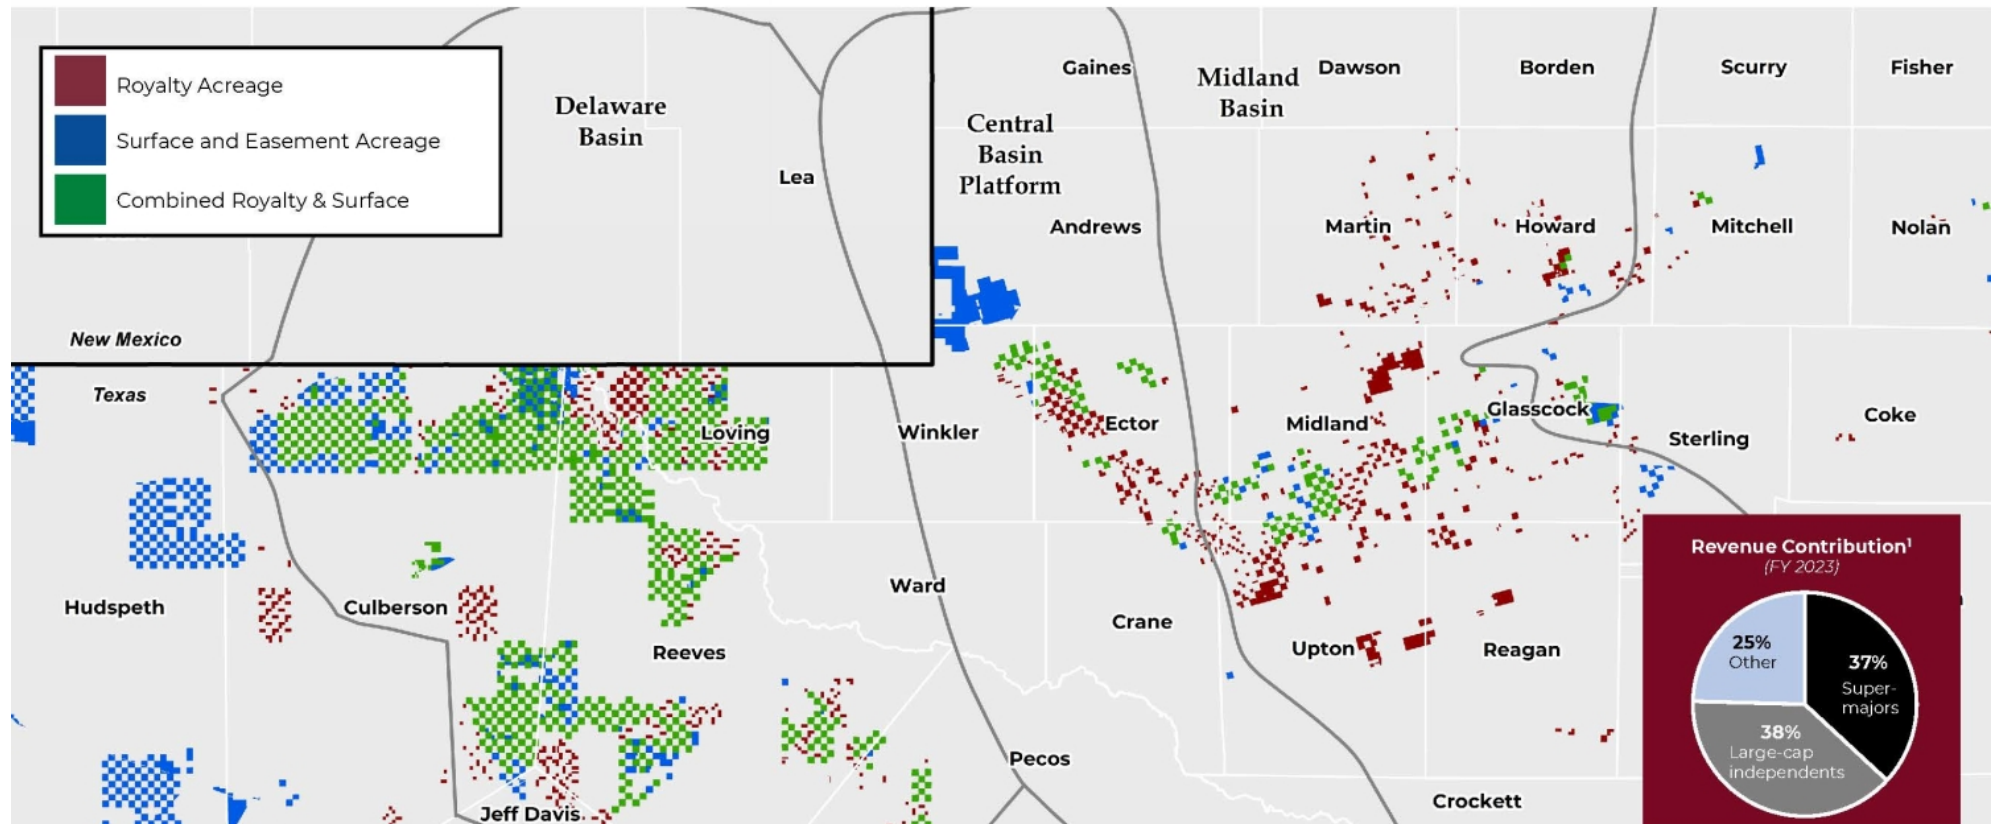 Royalty Acreage
Surface and Easement Acreage
Combined Royalty & Surface
Delaware
Basin
Lea
New Mexico
Texas
Central
Basin
Platform
Gaines
Midland
Basin
Dawson
Borden
Scurry
Fisher
Andrews
Martin
Howard
Mitchell
Nolan
Loving
Winkler
Ector
Midland
Glasscock
Sterling
Coke
Hudspeth
Culberson
Reeves
Ward
Crane
Upton
Reagan
Jeff Davis
Pecos
Crockett
Revenue Contribution¹
(FY 2023)
25%
Other
37%
Super-
majors
38%
Large-cap
independents